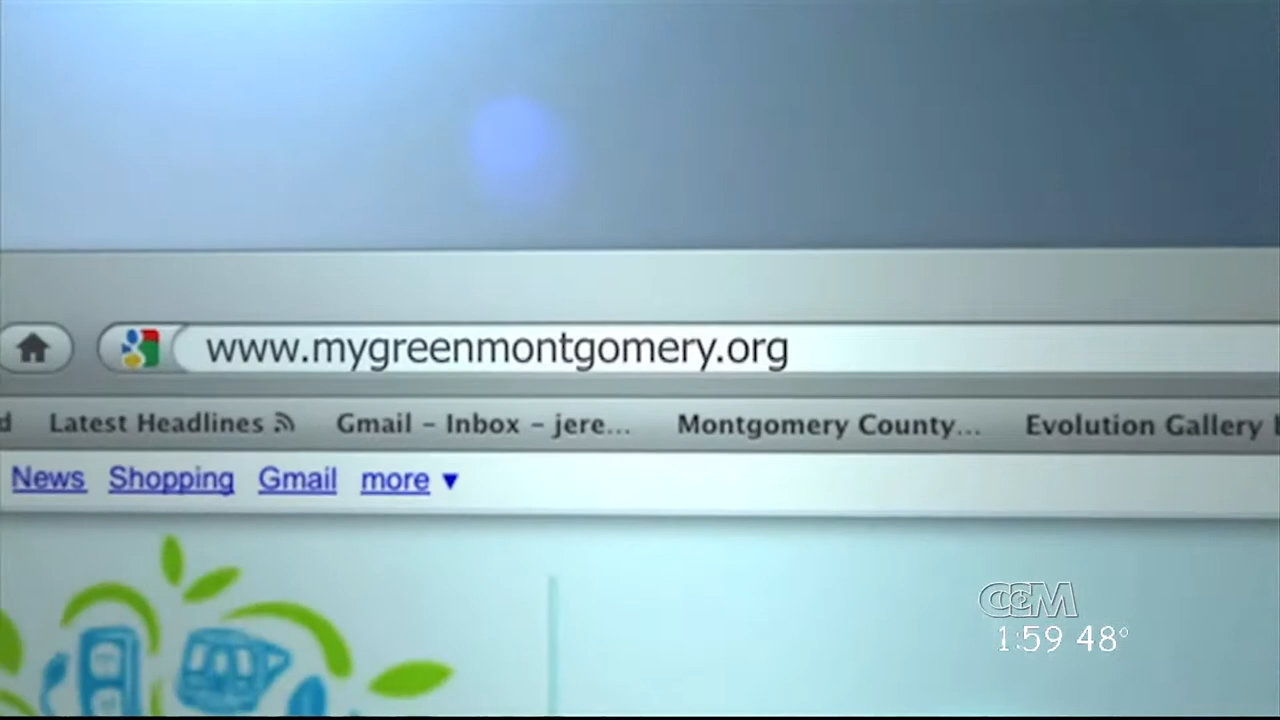 www.mygreenmontgomery.org
d Latest Headlines Gmail - Inbox - jere... Montgomery County... Evolution Gallery
News Shopping Gmail more ▼
CCM
1:59 48°